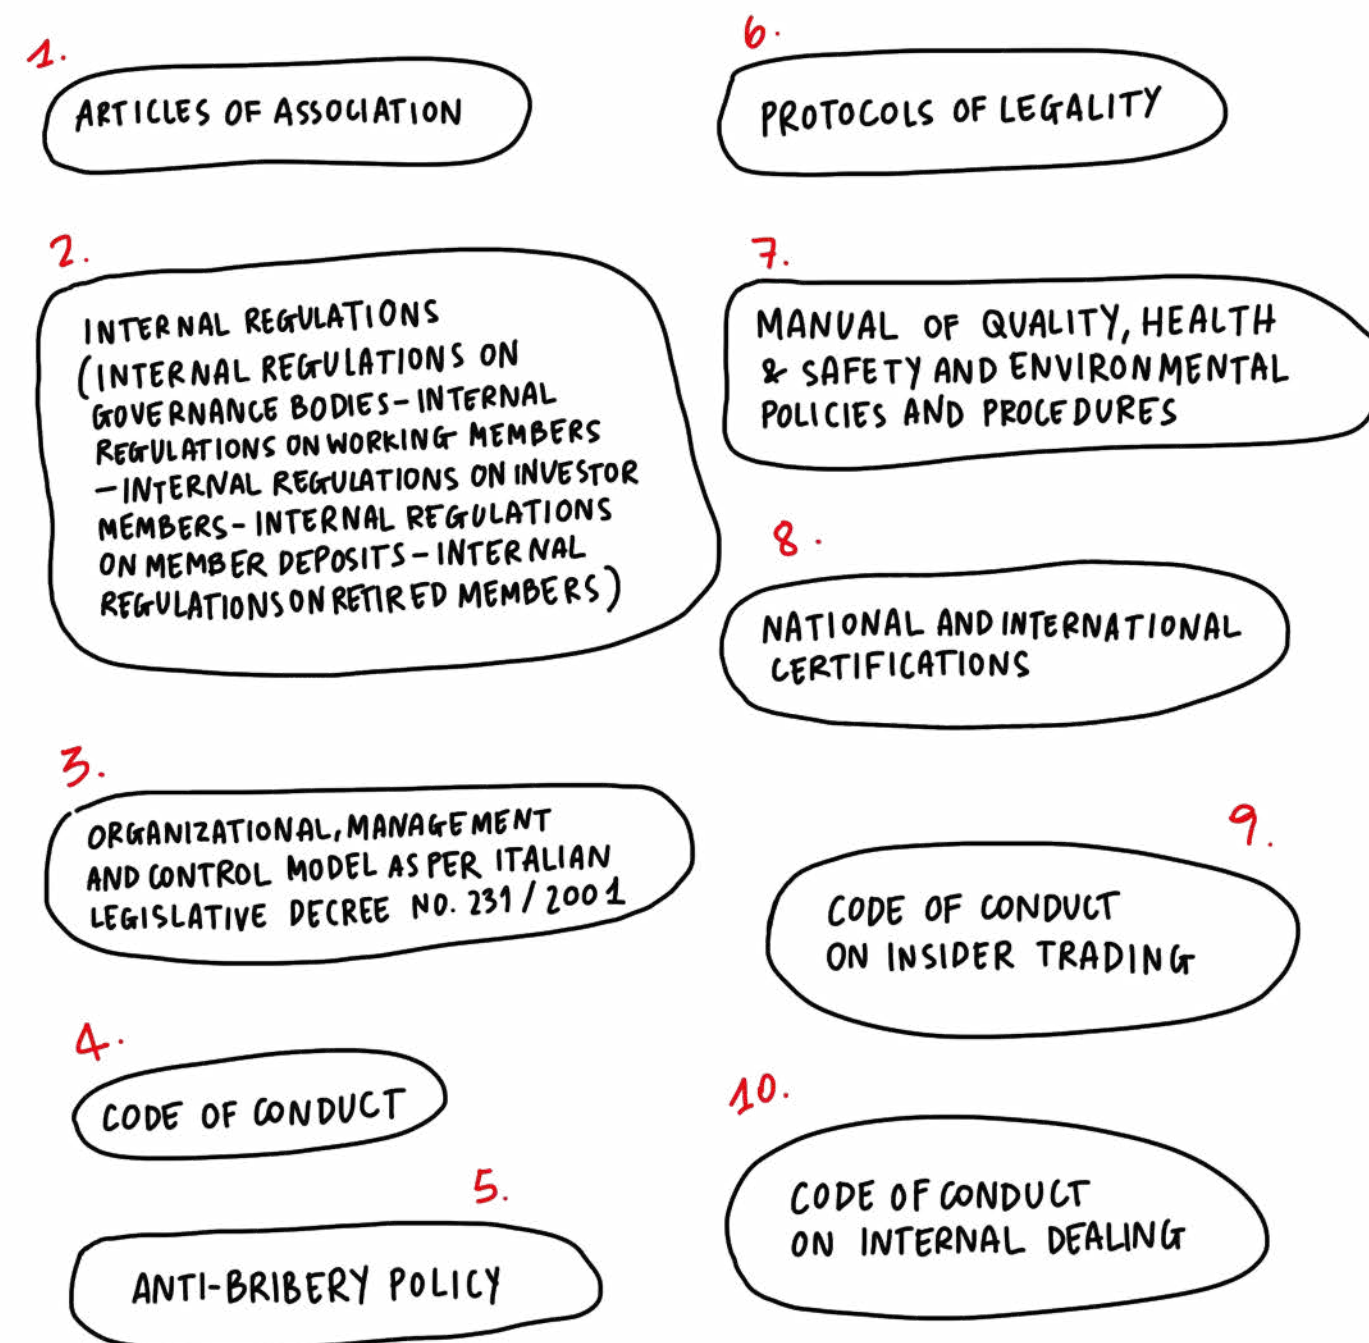 1.
ARTICLES OF ASSOCIATION
2.
INTERNAL REGULATIONS
(INTERNAL REGULATIONS ON
GOVERNANCE BODIES-INTERNAL
REGULATIONS ON WORKING MEMBERS
-INTERNAL REGULATIONS ON INVESTOR
MEMBERS-INTERNAL REGULATIONS
ON MEMBER DEPOSITS-INTERNAL
REGULATIONS ON RETIRED MEMBERS)
3.
ORGANIZATIONAL, MANAGEMENT
AND CONTROL MODEL AS PER ITALIAN
LEGISLATIVE DECREE NO. 231/2001
4.
CODE OF CONDUCT
5.
ANTI-BRIBERY POLICY
6.
PROTOCOLS OF LEGALITY
7.
MANUAL OF QUALITY, HEALTH
& SAFETY AND ENVIRONMENTAL
POLICIES AND PROCEDURES
8.
NATIONAL AND INTERNATIONAL
CERTIFICATIONS
9.
CODE OF CONDUCT
ON INSIDER TRADING
10.
CODE OF CONDUCT
ON INTERNAL DEALING